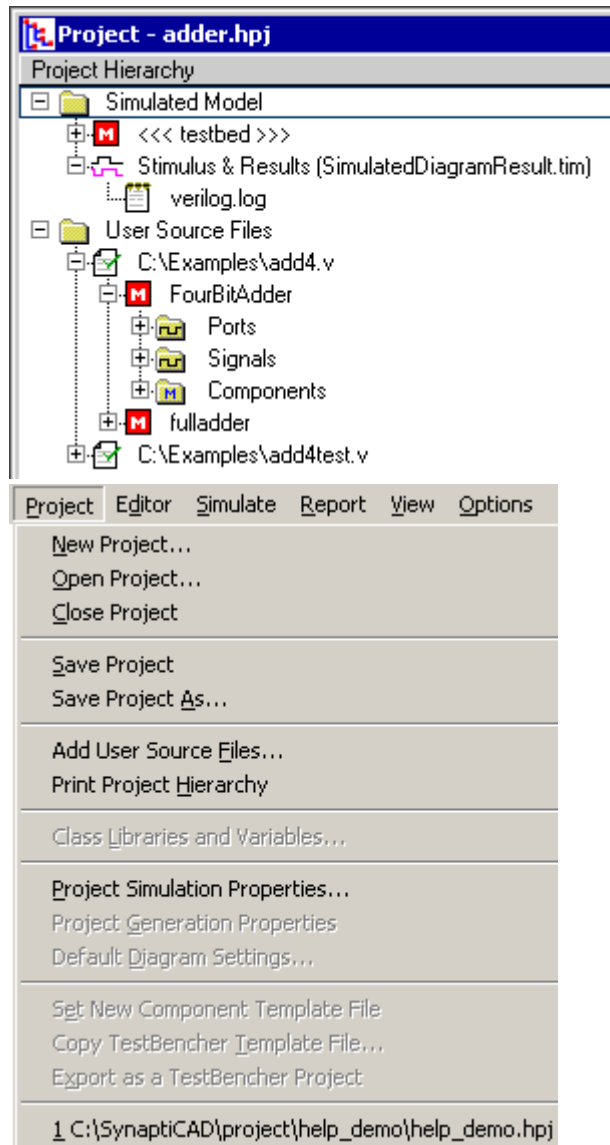 Project - adder.hpj
Project Hierarchy
Simulated Model
M <<< testbed >>>
Stimulus & Results (SimulatedDiagramResult.tim)
verilog.log
User Source Files
C:\Examples\add4.v
M FourBitAdder
Ports
Signals
M Components
M fulladder
C:\Examples\add4test.v
Project Editor Simulate Report View Options
New Project...
Open Project...
Close Project
Save Project
Save Project As...
Add User Source Files...
Print Project Hierarchy
Class Libraries and Variables...
Project Simulation Properties...
Project Generation Properties
Default Diagram Settings...
Set New Component Template File
Copy TestBencher Template File...
Export as a TestBencher Project
1 C:\SynaptiCAD\project\help_demo\help_demo.hpj